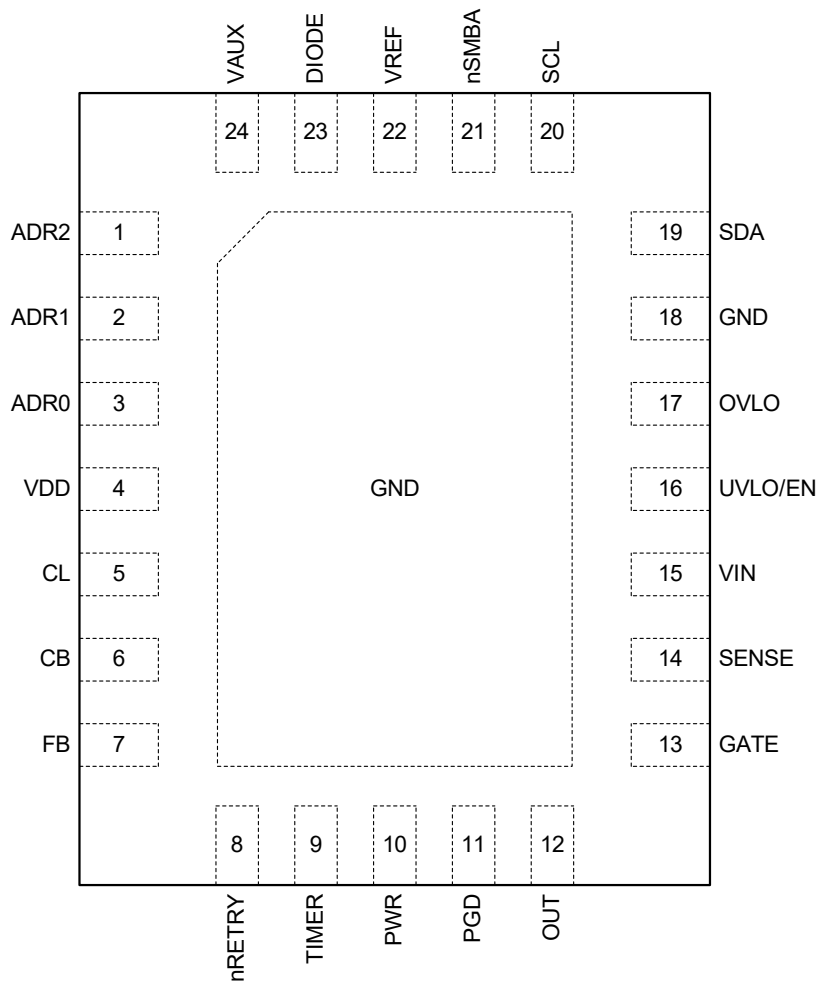 VAUX
DIODE
VREF
nSMBA
SCL
24
23
22
21
20
ADR2 1
19 SDA
ADR1 2
18 GND
ADR0 3
17 OVLO
VDD 4
GND
16 UVLO/EN
CL 5
15 VIN
CB 6
14 SENSE
FB 7
13 GATE
8
9
10
11
12
nRETRY
TIMER
PWR
PGD
OUT